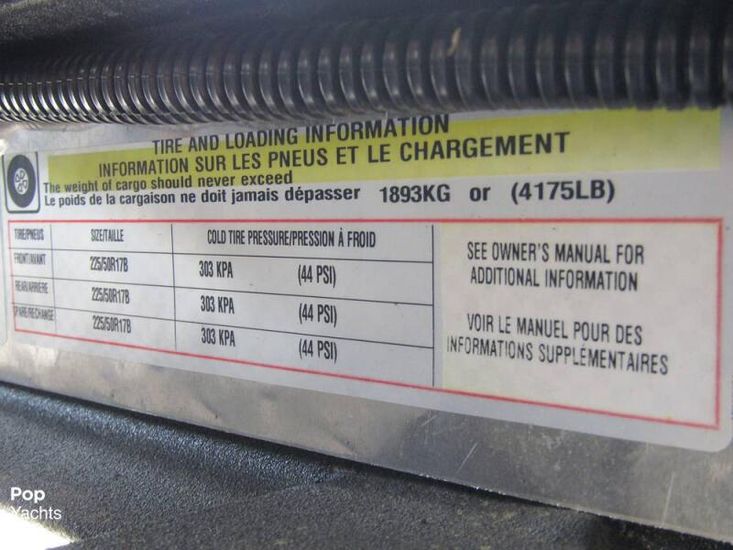 TIRE AND LOADING INFORMATION
INFORMATION SUR LES PNEUS ET LE CHARGEMENT
The weight of cargo should never exceed
Le poids de la cargaison ne doit jamais dépasser 1893KG or (4175LB)
TIRE/PNEUS SIZE/TAILLE COLD TIRE PRESSURE/PRESSION À FROID
FRONT/AVANT 225/50R17B 303 KPA (44 PSI)
REAR/ARRIÈRE 225/50R17B 303 KPA (44 PSI)
SPARE/RECHANGE 225/50R17B 303 KPA (44 PSI)
SEE OWNER'S MANUAL FOR
ADDITIONAL INFORMATION
VOIR LE MANUEL POUR DES
INFORMATIONS SUPPLÉMENTAIRES
Pop
Yachts